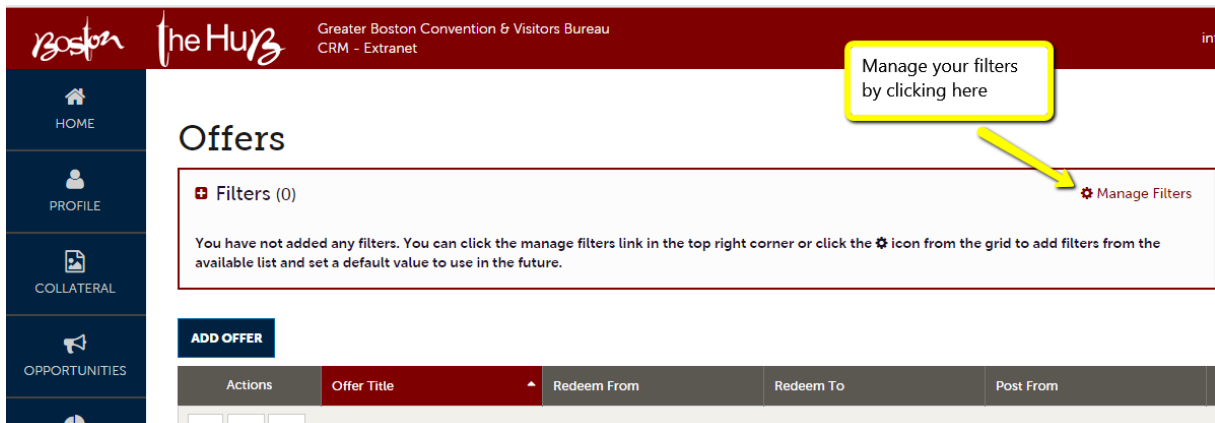 Boston
the Hub
Greater Boston Convention & Visitors Bureau
CRM - Extranet
Manage your filters
by clicking here
HOME
PROFILE
COLLATERAL
OPPORTUNITIES
Offers
Filters (0)
Manage Filters
You have not added any filters. You can click the manage filters link in the top right corner or click the icon from the grid to add filters from the
available list and set a default value to use in the future.
ADD OFFER
Actions
Offer Title
Redeem From
Redeem To
Post From